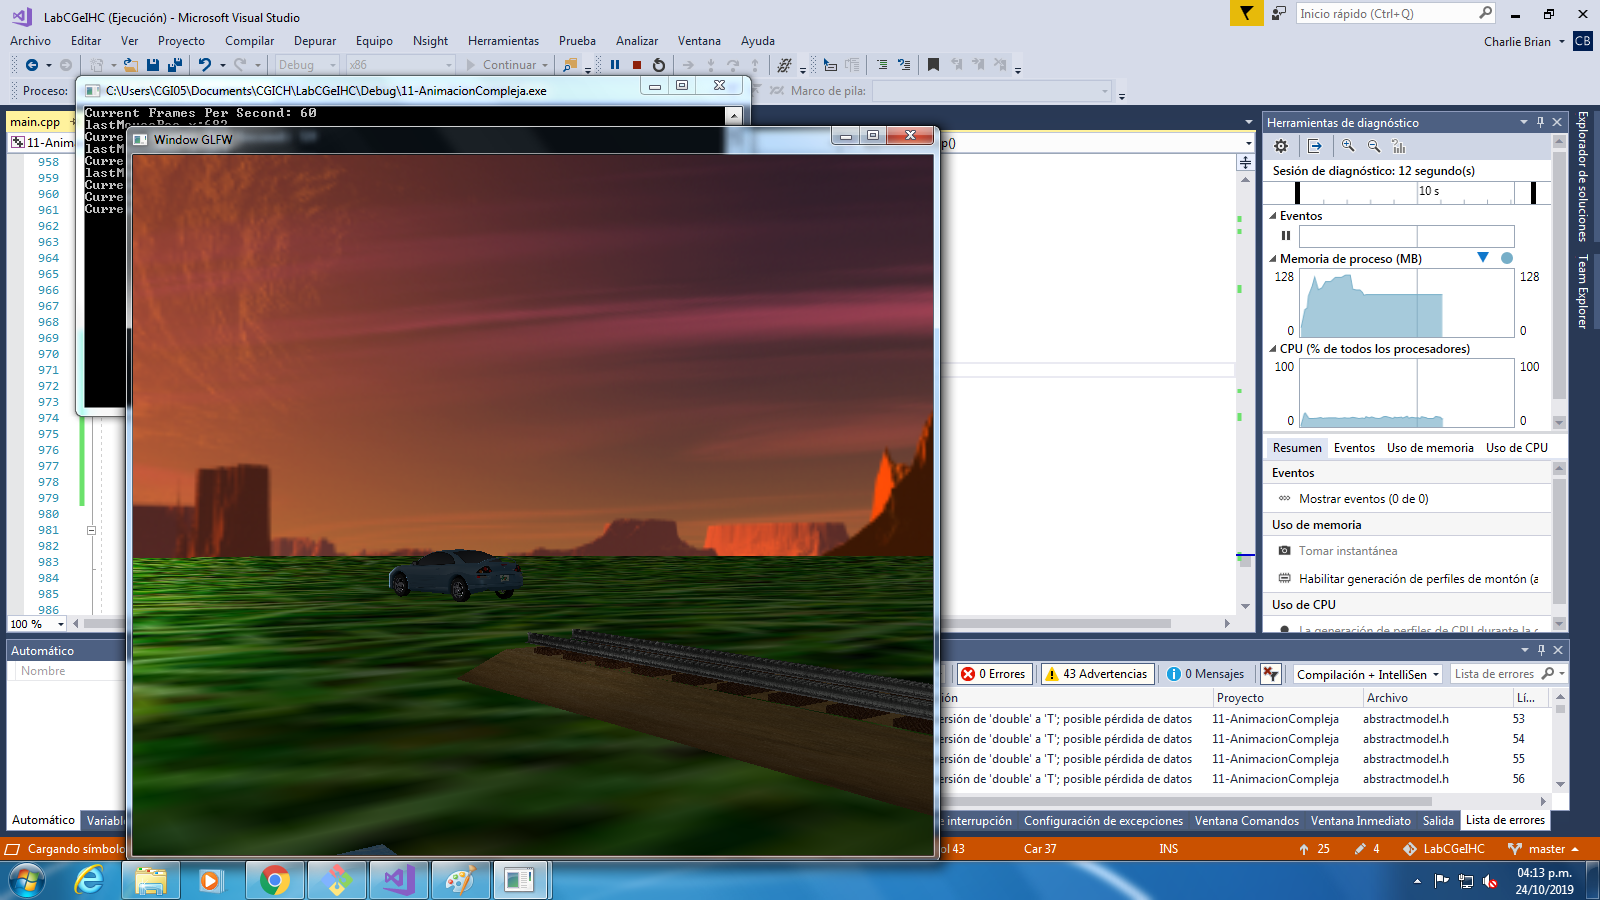 LabCGeIHC (Ejecución) - Microsoft Visual Studio
Inicio rápido (Ctrl+Q)
Archivo Editar Ver Proyecto Compilar Depurar Equipo Nsight Herramientas Prueba Analizar Ventana Ayuda
Charlie Brian CB
Debug x86 Continuar
Proceso:
Marco de pila:
C:\Users\CGI05\Documents\CGICH\LabCGeIHC\Debug\11-AnimacionCompleja.exe
Current Frames Per Second: 60
Curre
lastM
Curre
lastM
Curre
Curre
Curre
Window GLFW
main.cpp
11-Anim
p()
958
959
960
961
962
963
964
965
966
967
968
969
970
971
972
973
974
975
976
977
978
979
980
981
982
983
984
985
986
100 %
Herramientas de diagnóstico
Sesión de diagnóstico: 12 segundo(s)
10 s
Eventos
Memoria de proceso (MB)
128 128
0 0
CPU (% de todos los procesadores)
100 100
0 0
Resumen Eventos Uso de memoria Uso de CPU
Eventos
Mostrar eventos (0 de 0)
Uso de memoria
Tomar instantánea
Habilitar generación de perfiles de montón (a
Uso de CPU
Explorador de soluciones
Team Explorer
Automático
Nombre
Automático Variabl
0 Errores 43 Advertencias 0 Mensajes Compilación + IntelliSen Lista de errores
ión Proyecto Archivo Lí...
ersión de 'double' a 'T'; posible pérdida de datos 11-AnimacionCompleja abstractmodel.h 53
ersión de 'double' a 'T'; posible pérdida de datos 11-AnimacionCompleja abstractmodel.h 54
ersión de 'double' a 'T'; posible pérdida de datos 11-AnimacionCompleja abstractmodel.h 55
ersión de 'double' a 'T'; posible pérdida de datos 11-AnimacionCompleja abstractmodel.h 56
e interrupción Configuración de excepciones Ventana Comandos Ventana Inmediato Salida Lista de errores
Cargando símbolo
ol 43 Car 37 INS 25 4 LabCGeIHC master
04:13 p.m.
24/10/2019